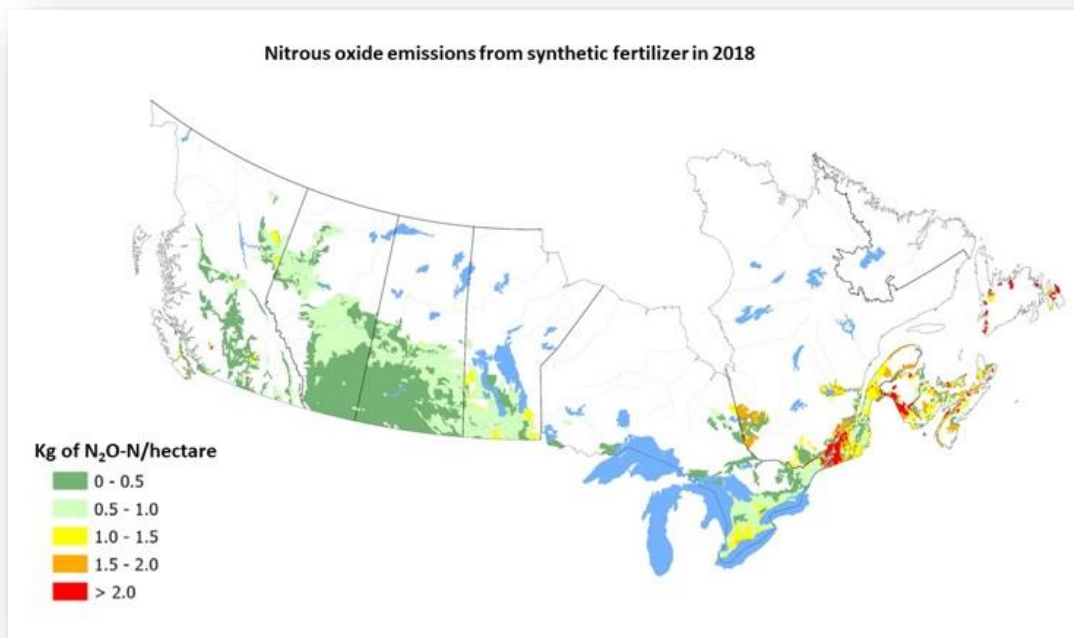 Nitrous oxide emissions from synthetic fertilizer in 2018
Kg of N₂O-N/hectare
0 - 0.5
0.5 - 1.0
1.0 - 1.5
1.5 - 2.0
> 2.0